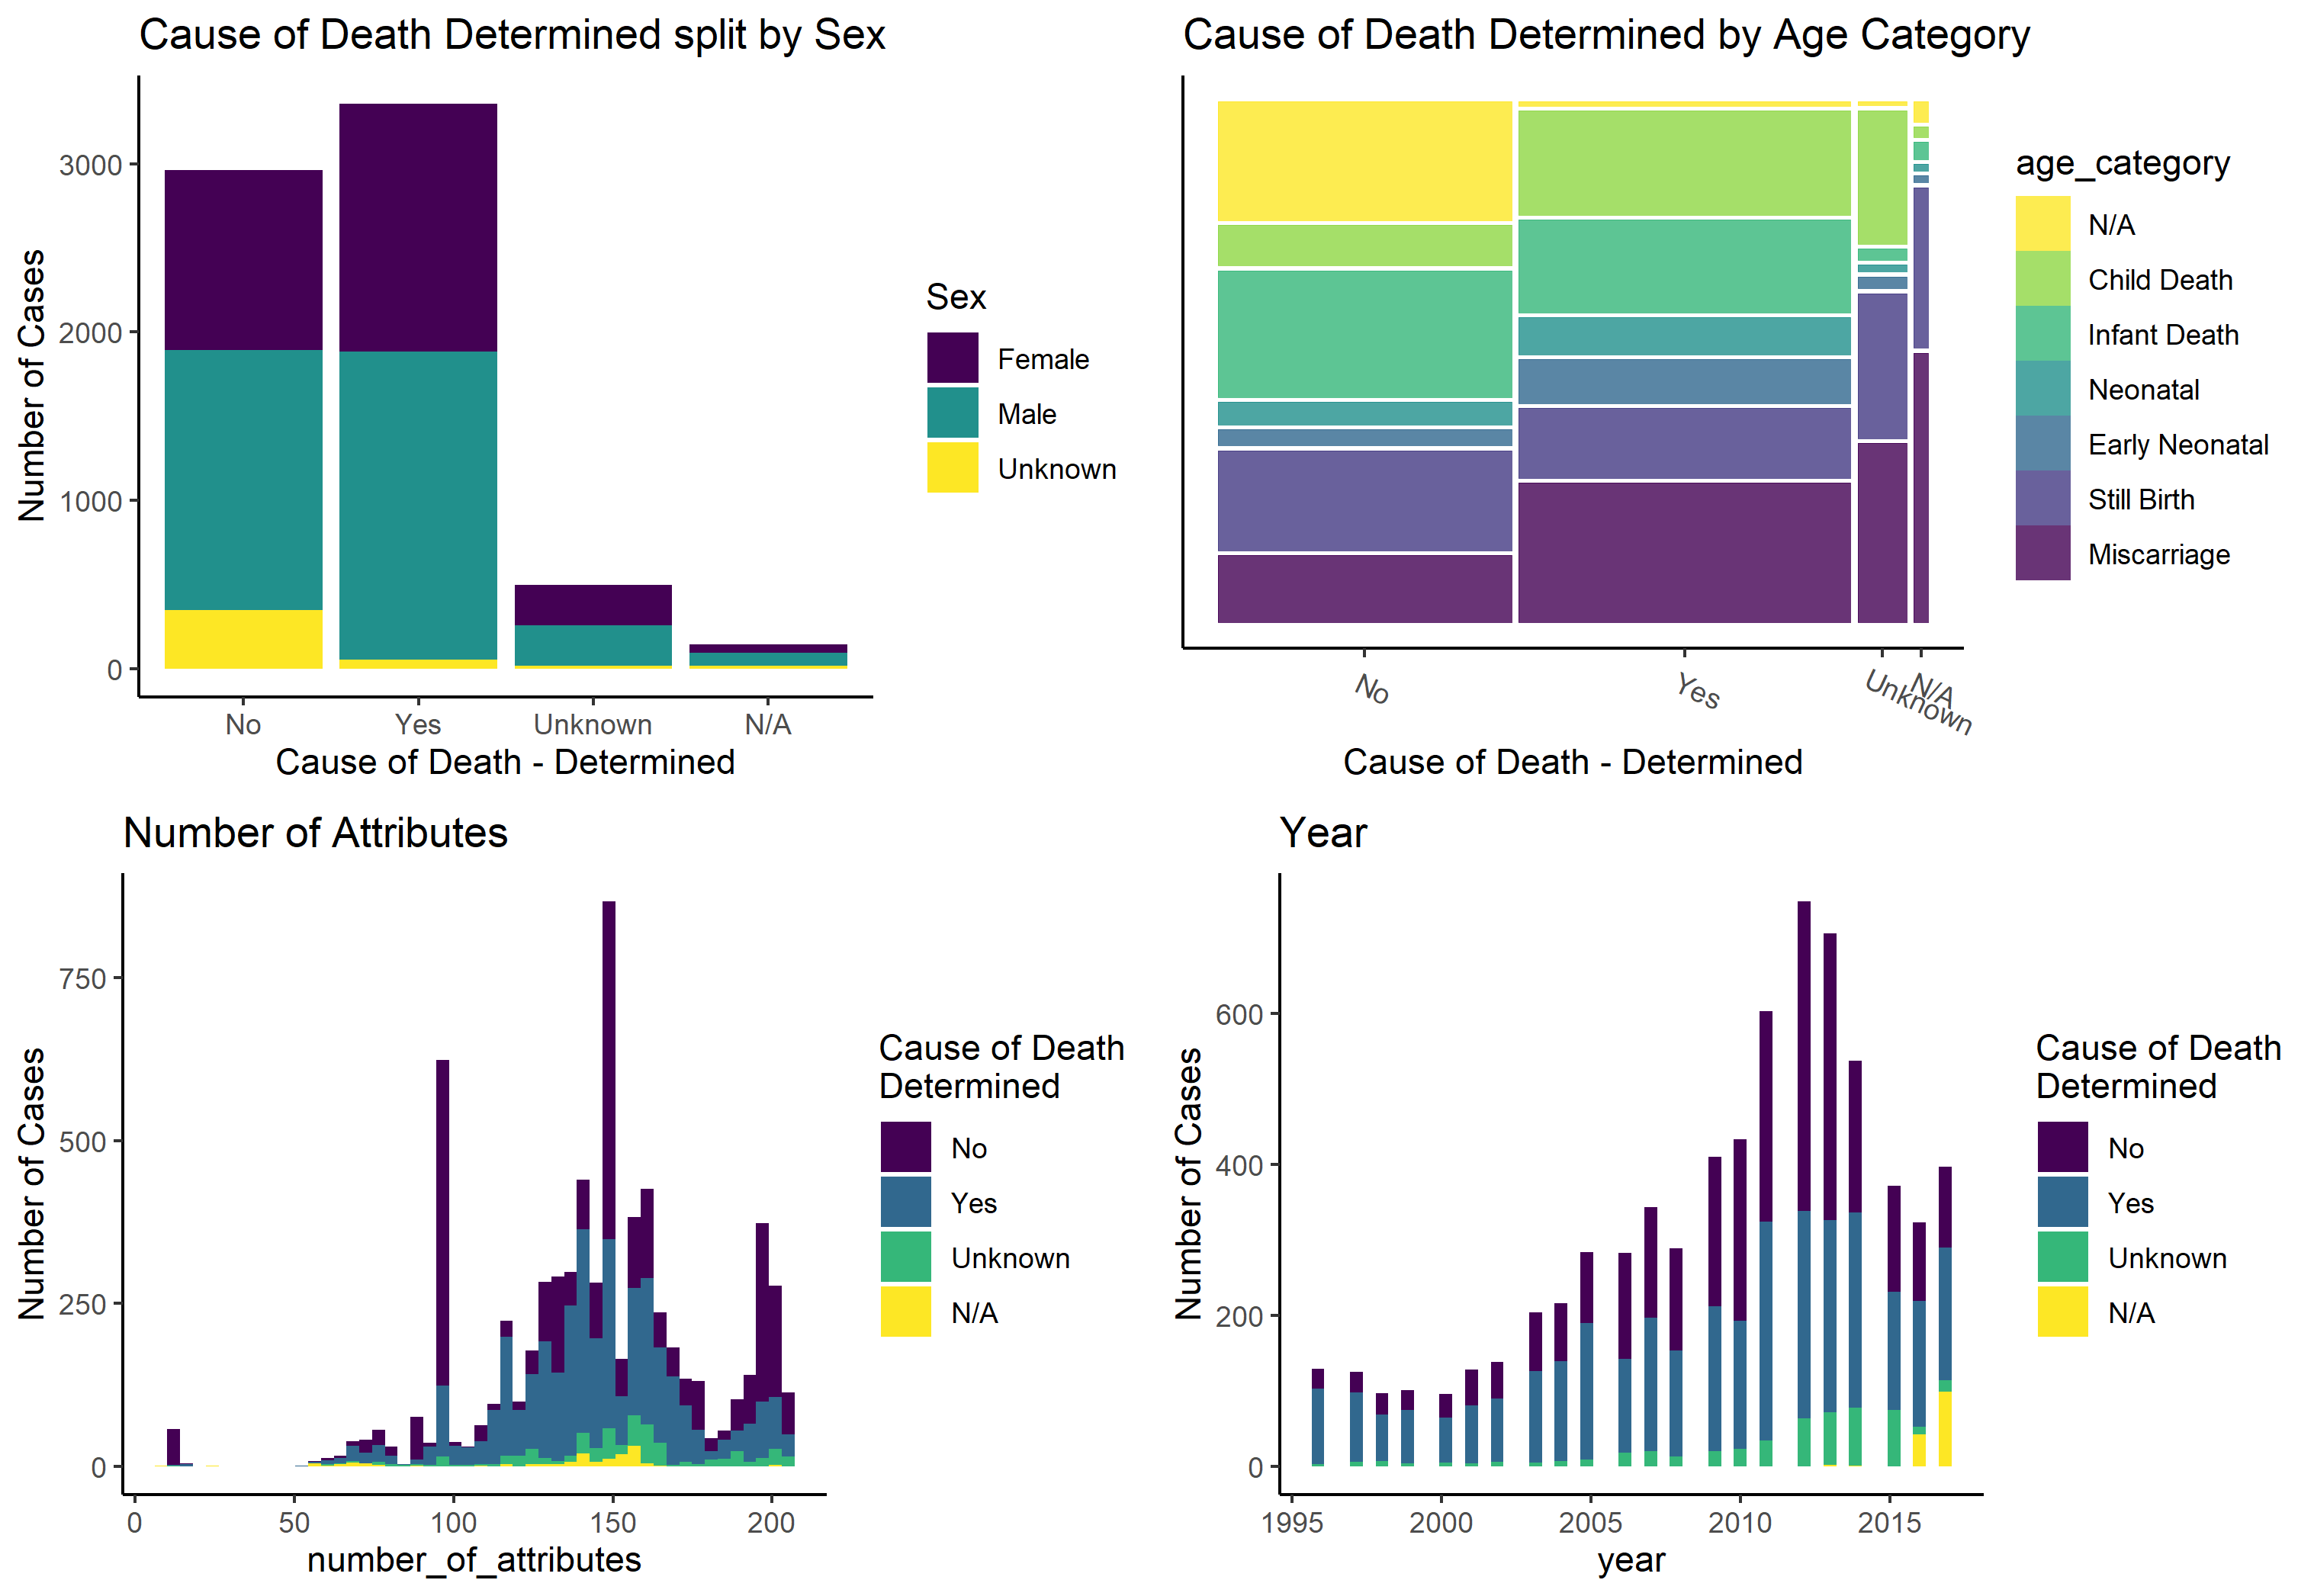 Cause of Death Determined split by Sex
Number of Cases
3000
2000
1000
0
No
Yes
Unknown
N/A
Cause of Death - Determined
Sex
Female
Male
Unknown
Cause of Death Determined by Age Category
No
Yes
Unknown
N/A
Cause of Death - Determined
age_category
N/A
Child Death
Infant Death
Neonatal
Early Neonatal
Still Birth
Miscarriage
Number of Attributes
Number of Cases
750
500
250
0
0
50
100
150
200
number_of_attributes
Cause of Death
Determined
No
Yes
Unknown
N/A
Year
Number of Cases
600
400
200
0
1995
2000
2005
2010
2015
year
Cause of Death
Determined
No
Yes
Unknown
N/A